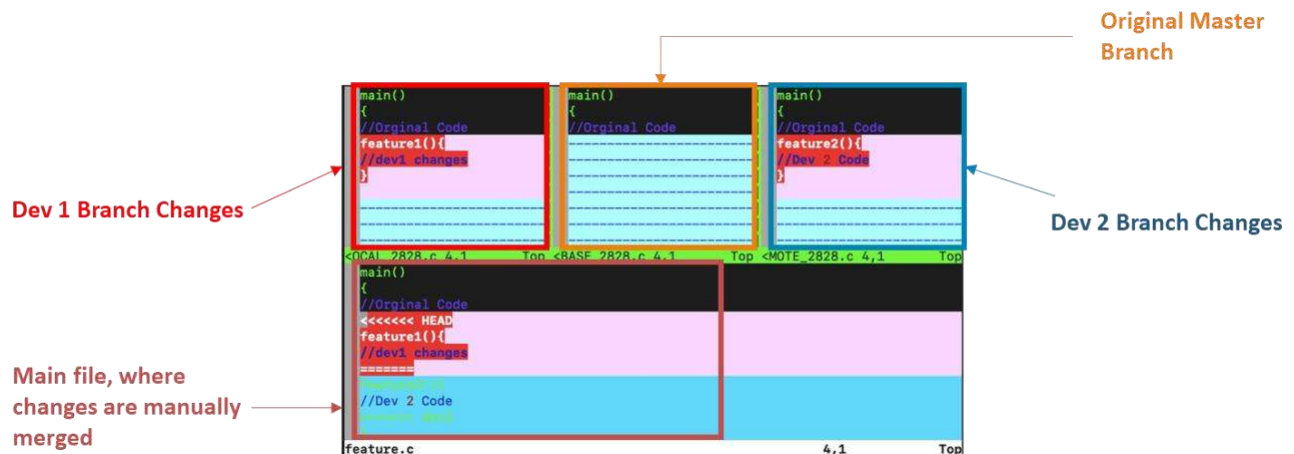 Original Master
Branch
main()
{
//Orginal Code
feature1(){
//dev1 changes
}
main()
{
//Orginal Code
main()
{
//Orginal Code
feature2(){
//Dev 2 Code
}
Dev 1 Branch Changes
Dev 2 Branch Changes
<OCAL_2828.c 4,1 Top <BASE_2828.c 4,1 Top <MOTE_2828.c 4,1 Top
main()
{
//Orginal Code
<<<<<<< HEAD
feature1(){
//dev1 changes
=======
//Dev 2 Code
Main file, where
changes are manually
merged
feature.c 4,1 Top